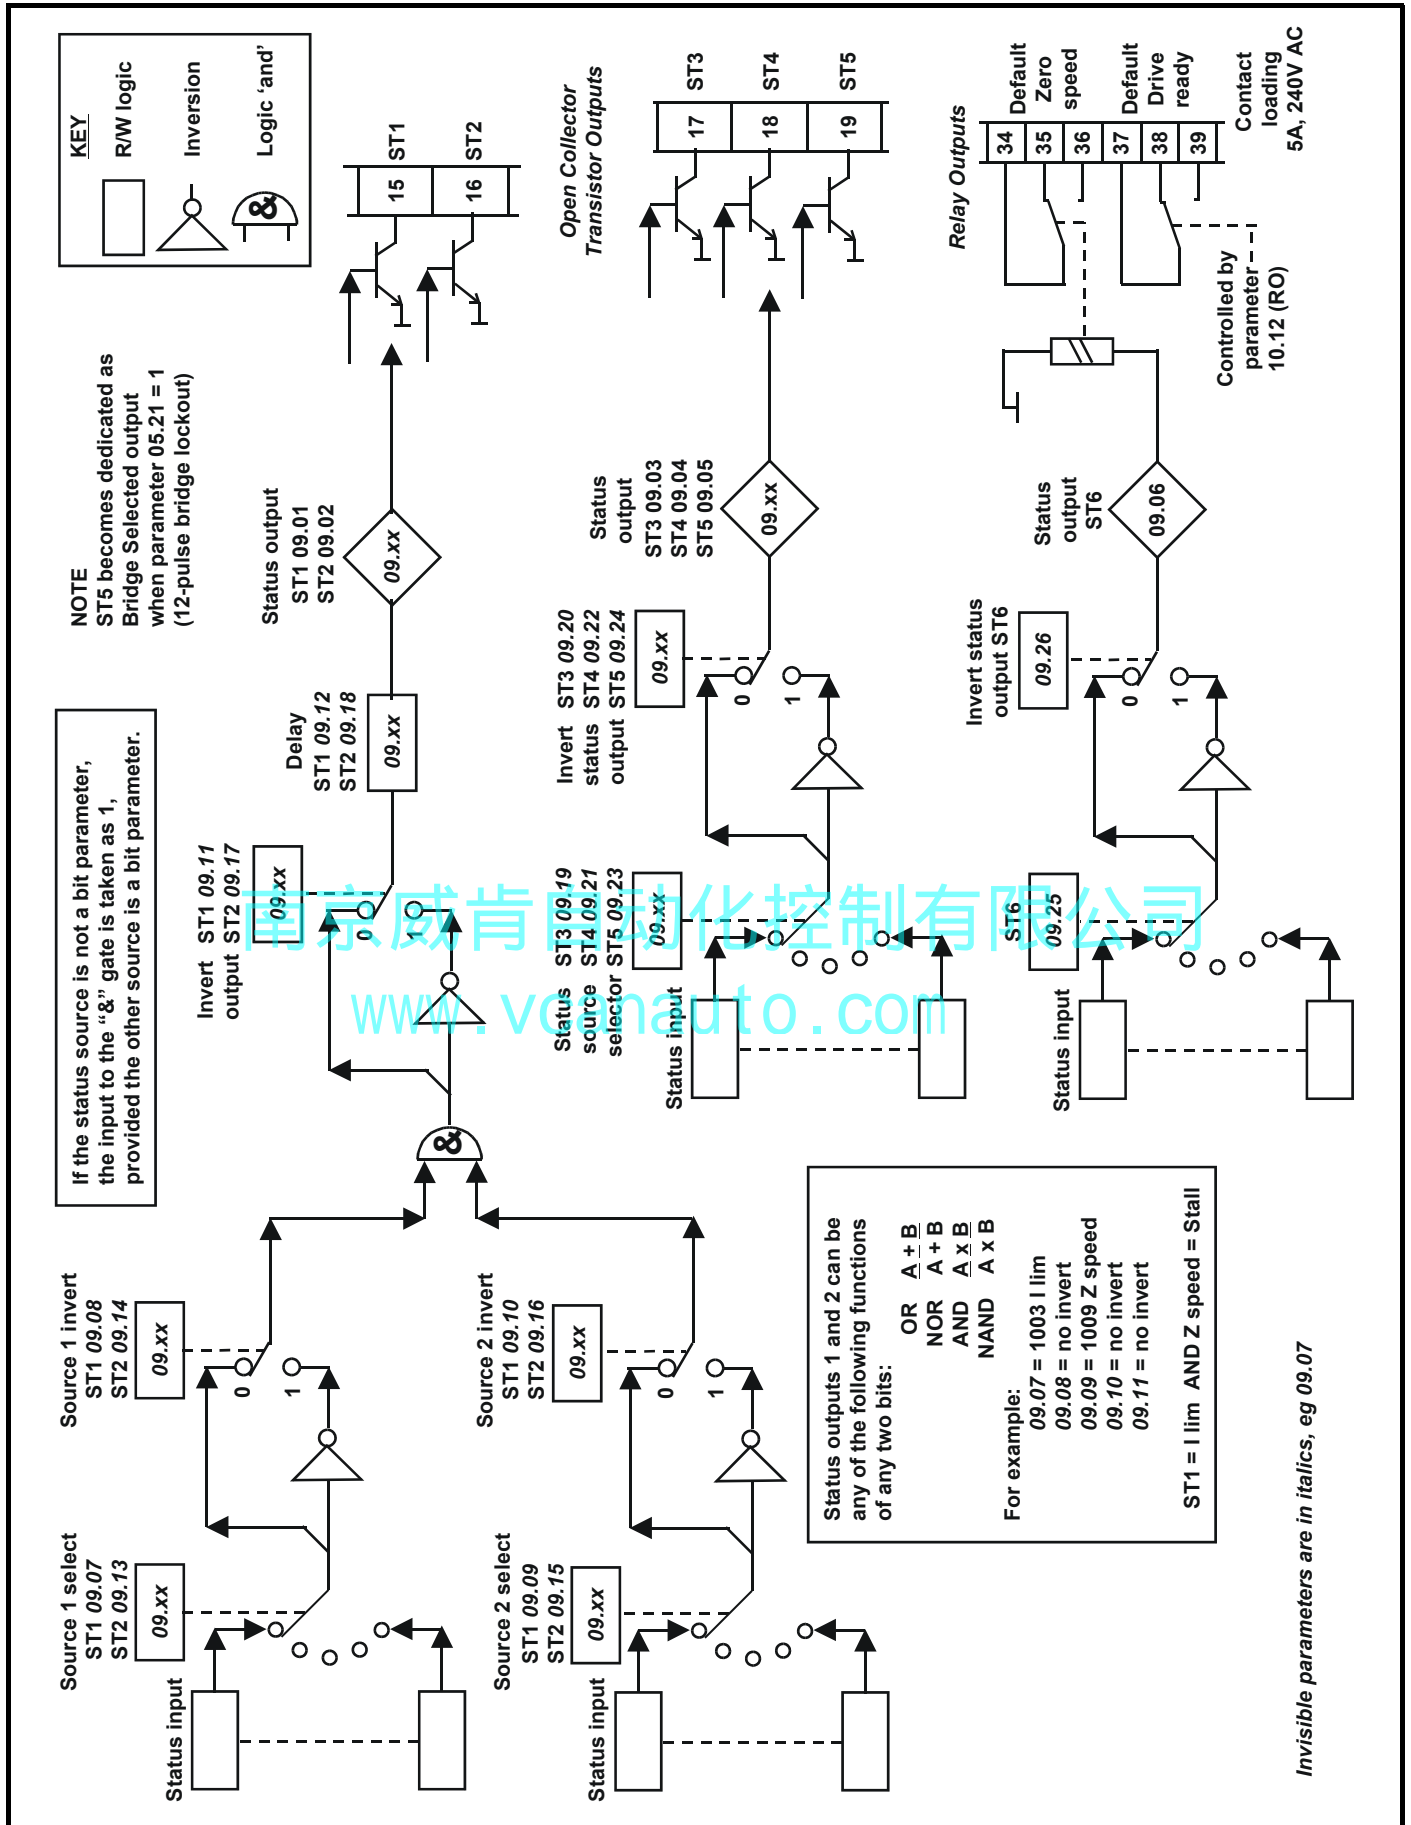 KEY
R/W logic
Inversion
&
Logic ‘and’
NOTE
ST5 becomes dedicated as
Bridge Selected output
when parameter 05.21 = 1
(12-pulse bridge lockout)
If the status source is not a bit parameter,
the input to the “&” gate is taken as 1,
provided the other source is a bit parameter.
Source 1 select
ST1 09.07
ST2 09.13
09.xx
Status input
Source 1 invert
ST1 09.08
ST2 09.14
09.xx
0
1
Source 2 select
ST1 09.09
ST2 09.15
09.xx
Status input
Source 2 invert
ST1 09.10
ST2 09.16
09.xx
0
1
&
Invert ST1 09.11
output ST2 09.17
09.xx
0
1
Delay
ST1 09.12
ST2 09.18
09.xx
Status output
ST1 09.01
ST2 09.02
09.xx
15
16
ST1
ST2
Status ST3 09.19
source ST4 09.21
selector ST5 09.23
09.xx
Status input
Invert ST3 09.20
status ST4 09.22
output ST5 09.24
09.xx
0
1
Status
output
ST3 09.03
ST4 09.04
ST5 09.05
09.xx
Open Collector
Transistor Outputs
17
18
19
ST3
ST4
ST5
ST6
09.25
Status input
Invert status
output ST6
09.26
0
1
Status
output
ST6
09.06
Relay Outputs
34
35
36
37
38
39
Default
Zero
speed
Default
Drive
ready
Contact
loading
5A, 240V AC
Controlled by
parameter
10.12 (RO)
Status outputs 1 and 2 can be
any of the following functions
of any two bits:
OR A + B
NOR A + B
AND A x B
NAND A x B
For example:
09.07 = 1003 I lim
09.08 = no invert
09.09 = 1009 Z speed
09.10 = no invert
09.11 = no invert
ST1 = I lim AND Z speed = Stall
Invisible parameters are in italics, eg 09.07
南京威肯自动化控制有限公司
www.vcanauto.com